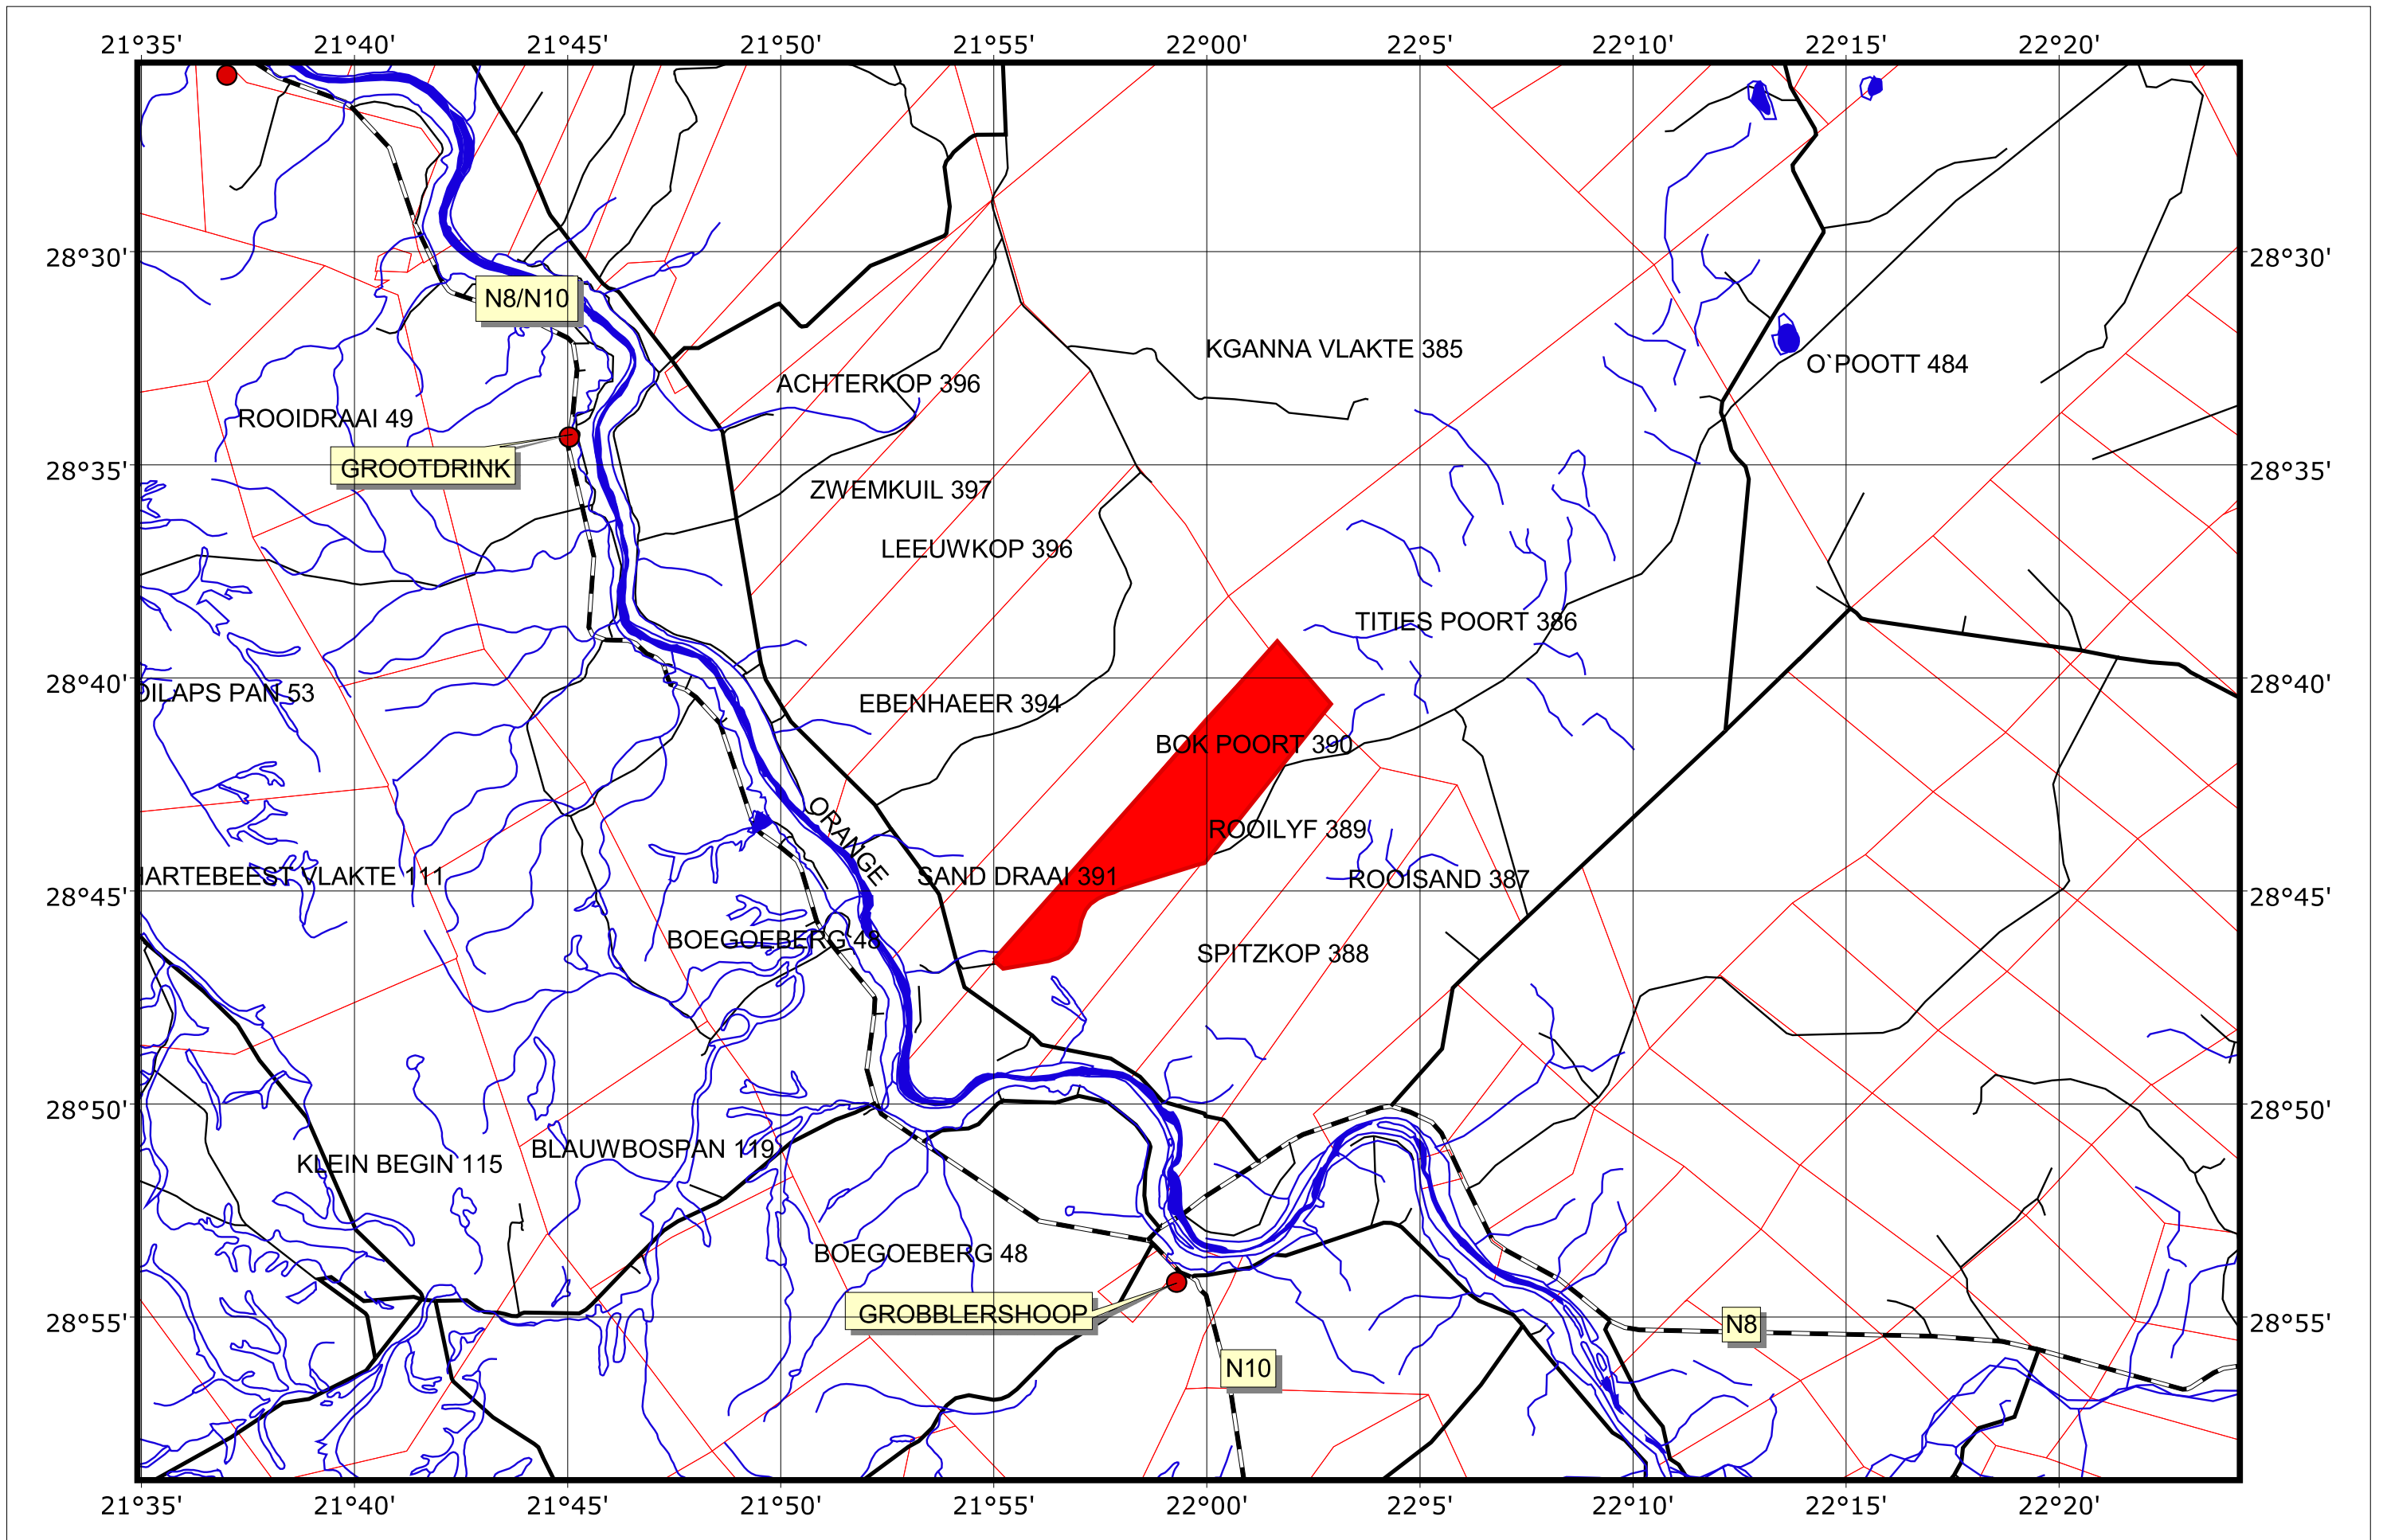 21°35' 21°40' 21°45' 21°50' 21°55' 22°00' 22°5' 22°10' 22°15' 22°20'
28°30' 28°30'
N8/N10
KGANNA VLAKTE 385
O`POOTT 484
ACHTERKOP 396
ROOIDRAAI 49
28°35' GROOTDRINK 28°35'
ZWEMKUIL 397
LEEUWKOP 396
TITIES POORT 386
28°40' 28°40'
DILAPS PAN 53
EBENHAEER 394
BOK POORT 390
ORANGE
ROOILYF 389
HARTEBEEST VLAKTE 111
SAND DRAAI 391
ROOISAND 387
28°45' 28°45'
BOEGOEBERG 48
SPITZKOP 388
28°50' 28°50'
BLAUWBOSPAN 119
KLEIN BEGIN 115
BOEGOEBERG 48
GROBBLERSHOOP
28°55' N8 28°55'
N10
21°35' 21°40' 21°45' 21°50' 21°55' 22°00' 22°5' 22°10' 22°15' 22°20'